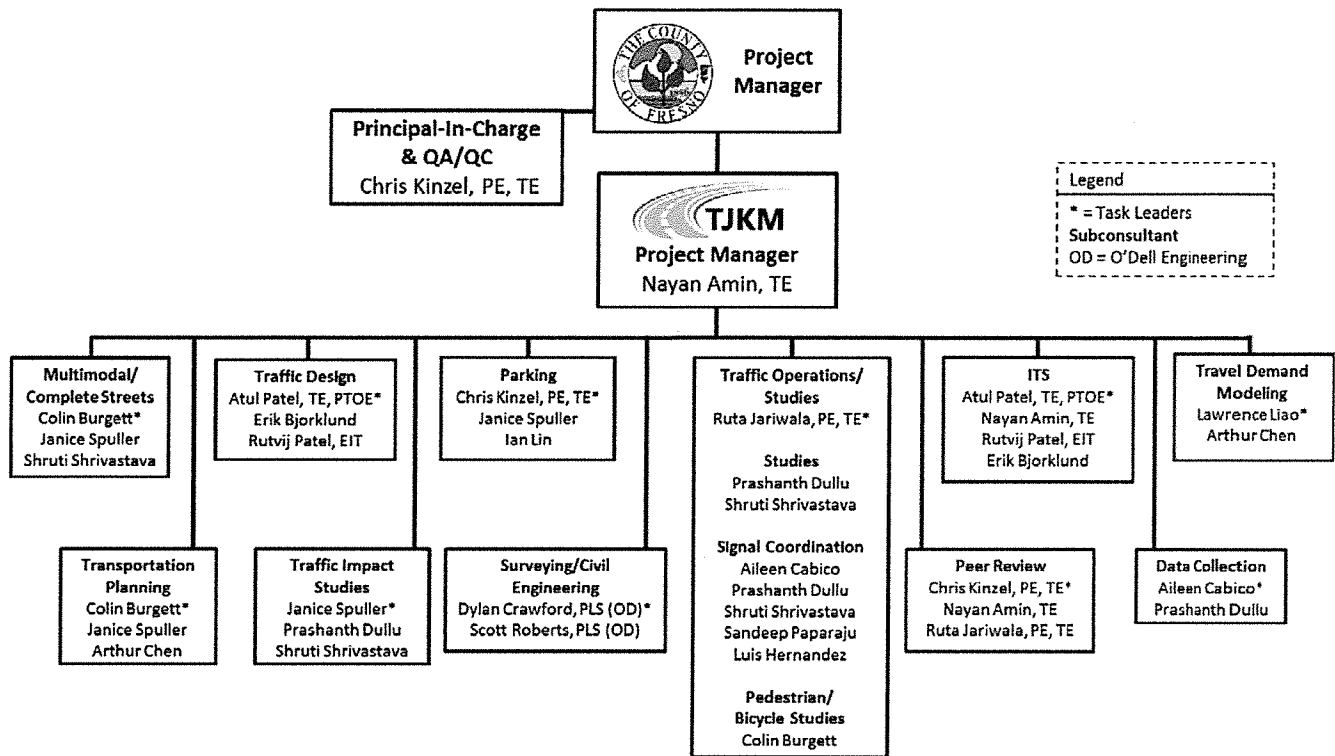 THE COUNTY
OF FRESNO
1856
Project
Manager
Principal-In-Charge
& QA/QC
Chris Kinzel, PE, TE
TJKM
Project Manager
Nayan Amin, TE
Legend
* = Task Leaders
Subconsultant
OD = O'Dell Engineering
Multimodal/
Complete Streets
Colin Burgett*
Janice Spuller
Shruti Shrivastava
Traffic Design
Atul Patel, TE, PTOE*
Erik Bjorklund
Rutvij Patel, EIT
Parking
Chris Kinzel, PE, TE*
Janice Spuller
Ian Lin
Traffic Operations/
Studies
Ruta Jariwala, PE, TE*
Studies
Prashanth Dullu
Shruti Shrivastava
Signal Coordination
Aileen Cabico
Prashanth Dullu
Shruti Shrivastava
Sandeep Paparaju
Luis Hernandez
Pedestrian/
Bicycle Studies
Colin Burgett
ITS
Atul Patel, TE, PTOE*
Nayan Amin, TE
Rutvij Patel, EIT
Erik Bjorklund
Travel Demand
Modeling
Lawrence Liao*
Arthur Chen
Transportation
Planning
Colin Burgett*
Janice Spuller
Arthur Chen
Traffic Impact
Studies
Janice Spuller*
Prashanth Dullu
Shruti Shrivastava
Surveying/Civil
Engineering
Dylan Crawford, PLS (OD)*
Scott Roberts, PLS (OD)
Peer Review
Chris Kinzel, PE, TE*
Nayan Amin, TE
Ruta Jariwala, PE, TE
Data Collection
Aileen Cabico*
Prashanth Dullu